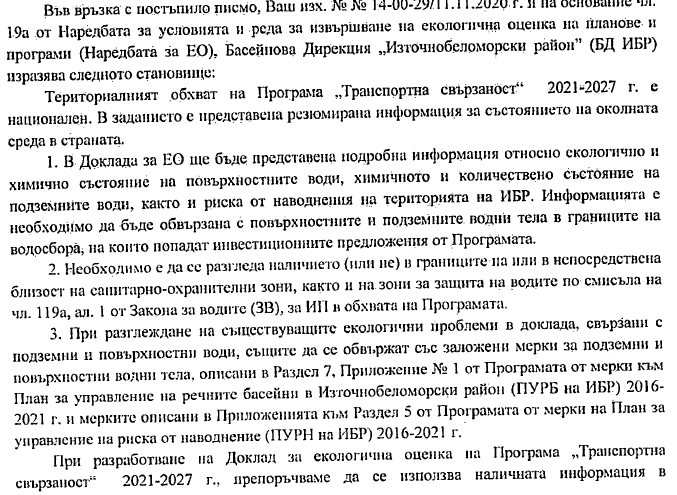 Във връзка с постъпило писмо, Ваш изх. № № 14-00-29/11.11.2020 г. и на основание чл.
19а от Наредбата за условията и реда за извършване на екологична оценка на планове и
програми (Наредбата за ЕО), Басейнова Дирекция „Източнобеломорски район” (БД ИБР)
изразява следното становище:
Териториалният обхват на Програма „Транспортна свързаност“ 2021-2027 г. е
национален. В заданието е представена резюмирана информация за състоянието на околната
среда в страната.
1. В Доклада за ЕО ще бъде представена подробна информация относно екологично и
химично състояние на повърхностните води, химичното и количествено състояние на
подземните води, както и риска от наводнения на територията на ИБР. Информацията е
необходимо да бъде обвързана с повърхностните и подземните водни тела в границите на
водосбора, на които попадат инвестиционните предложения от Програмата.
2. Необходимо е да се разгледа наличието (или не) в границите на или в непосредствена
близост на санитарно-охранителни зони, както и на зони за защита на водите по смисъла на
чл. 119а, ал. 1 от Закона за водите (ЗВ), за ИП в обхвата на Програмата.
3. При разглеждане на съществуващите екологични проблеми в доклада, свързани с
подземни и повърхностни води, същите да се обвържат със заложени мерки за подземни и
повърхностни водни тела, описани в Раздел 7, Приложение № 1 от Програмата от мерки към
План за управление на речните басейни в Източнобеломорски район (ПУРБ на ИБР) 2016-
2021 г. и мерките описани в Приложенията към Раздел 5 от Програмата от мерки на План за
управление на риска от наводнение (ПУРН на ИБР) 2016-2021 г.
При разработване на Доклад за екологична оценка на Програма „Транспортна
свързаност“ 2021-2027 г., препоръчваме да се използва наличната информация в